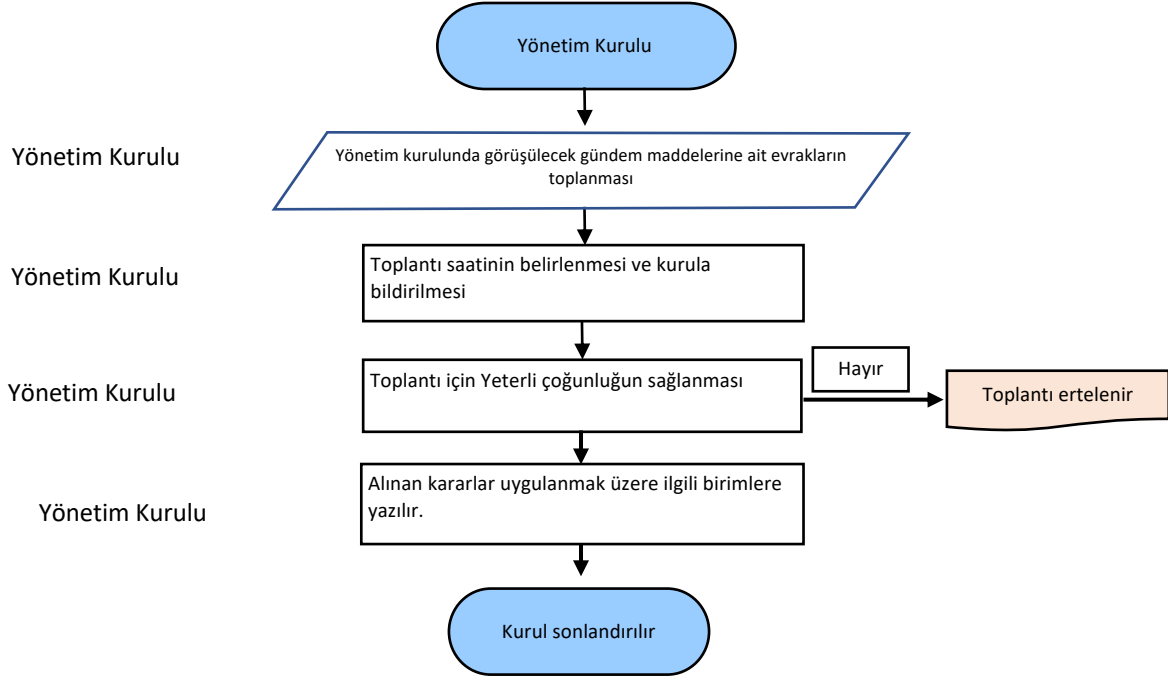 Yönetim Kurulu
Yönetim Kurulu
Yönetim kurulunda görüşülecek gündem maddelerine ait evrakların
toplanması
Yönetim Kurulu
Toplantı saatinin belirlenmesi ve kurula
bildirilmesi
Yönetim Kurulu
Toplantı için Yeterli çoğunluğun sağlanması
Hayır
Toplantı ertelenir
Yönetim Kurulu
Alınan kararlar uygulanmak üzere ilgili birimlere
yazılır.
Kurul sonlandırılır